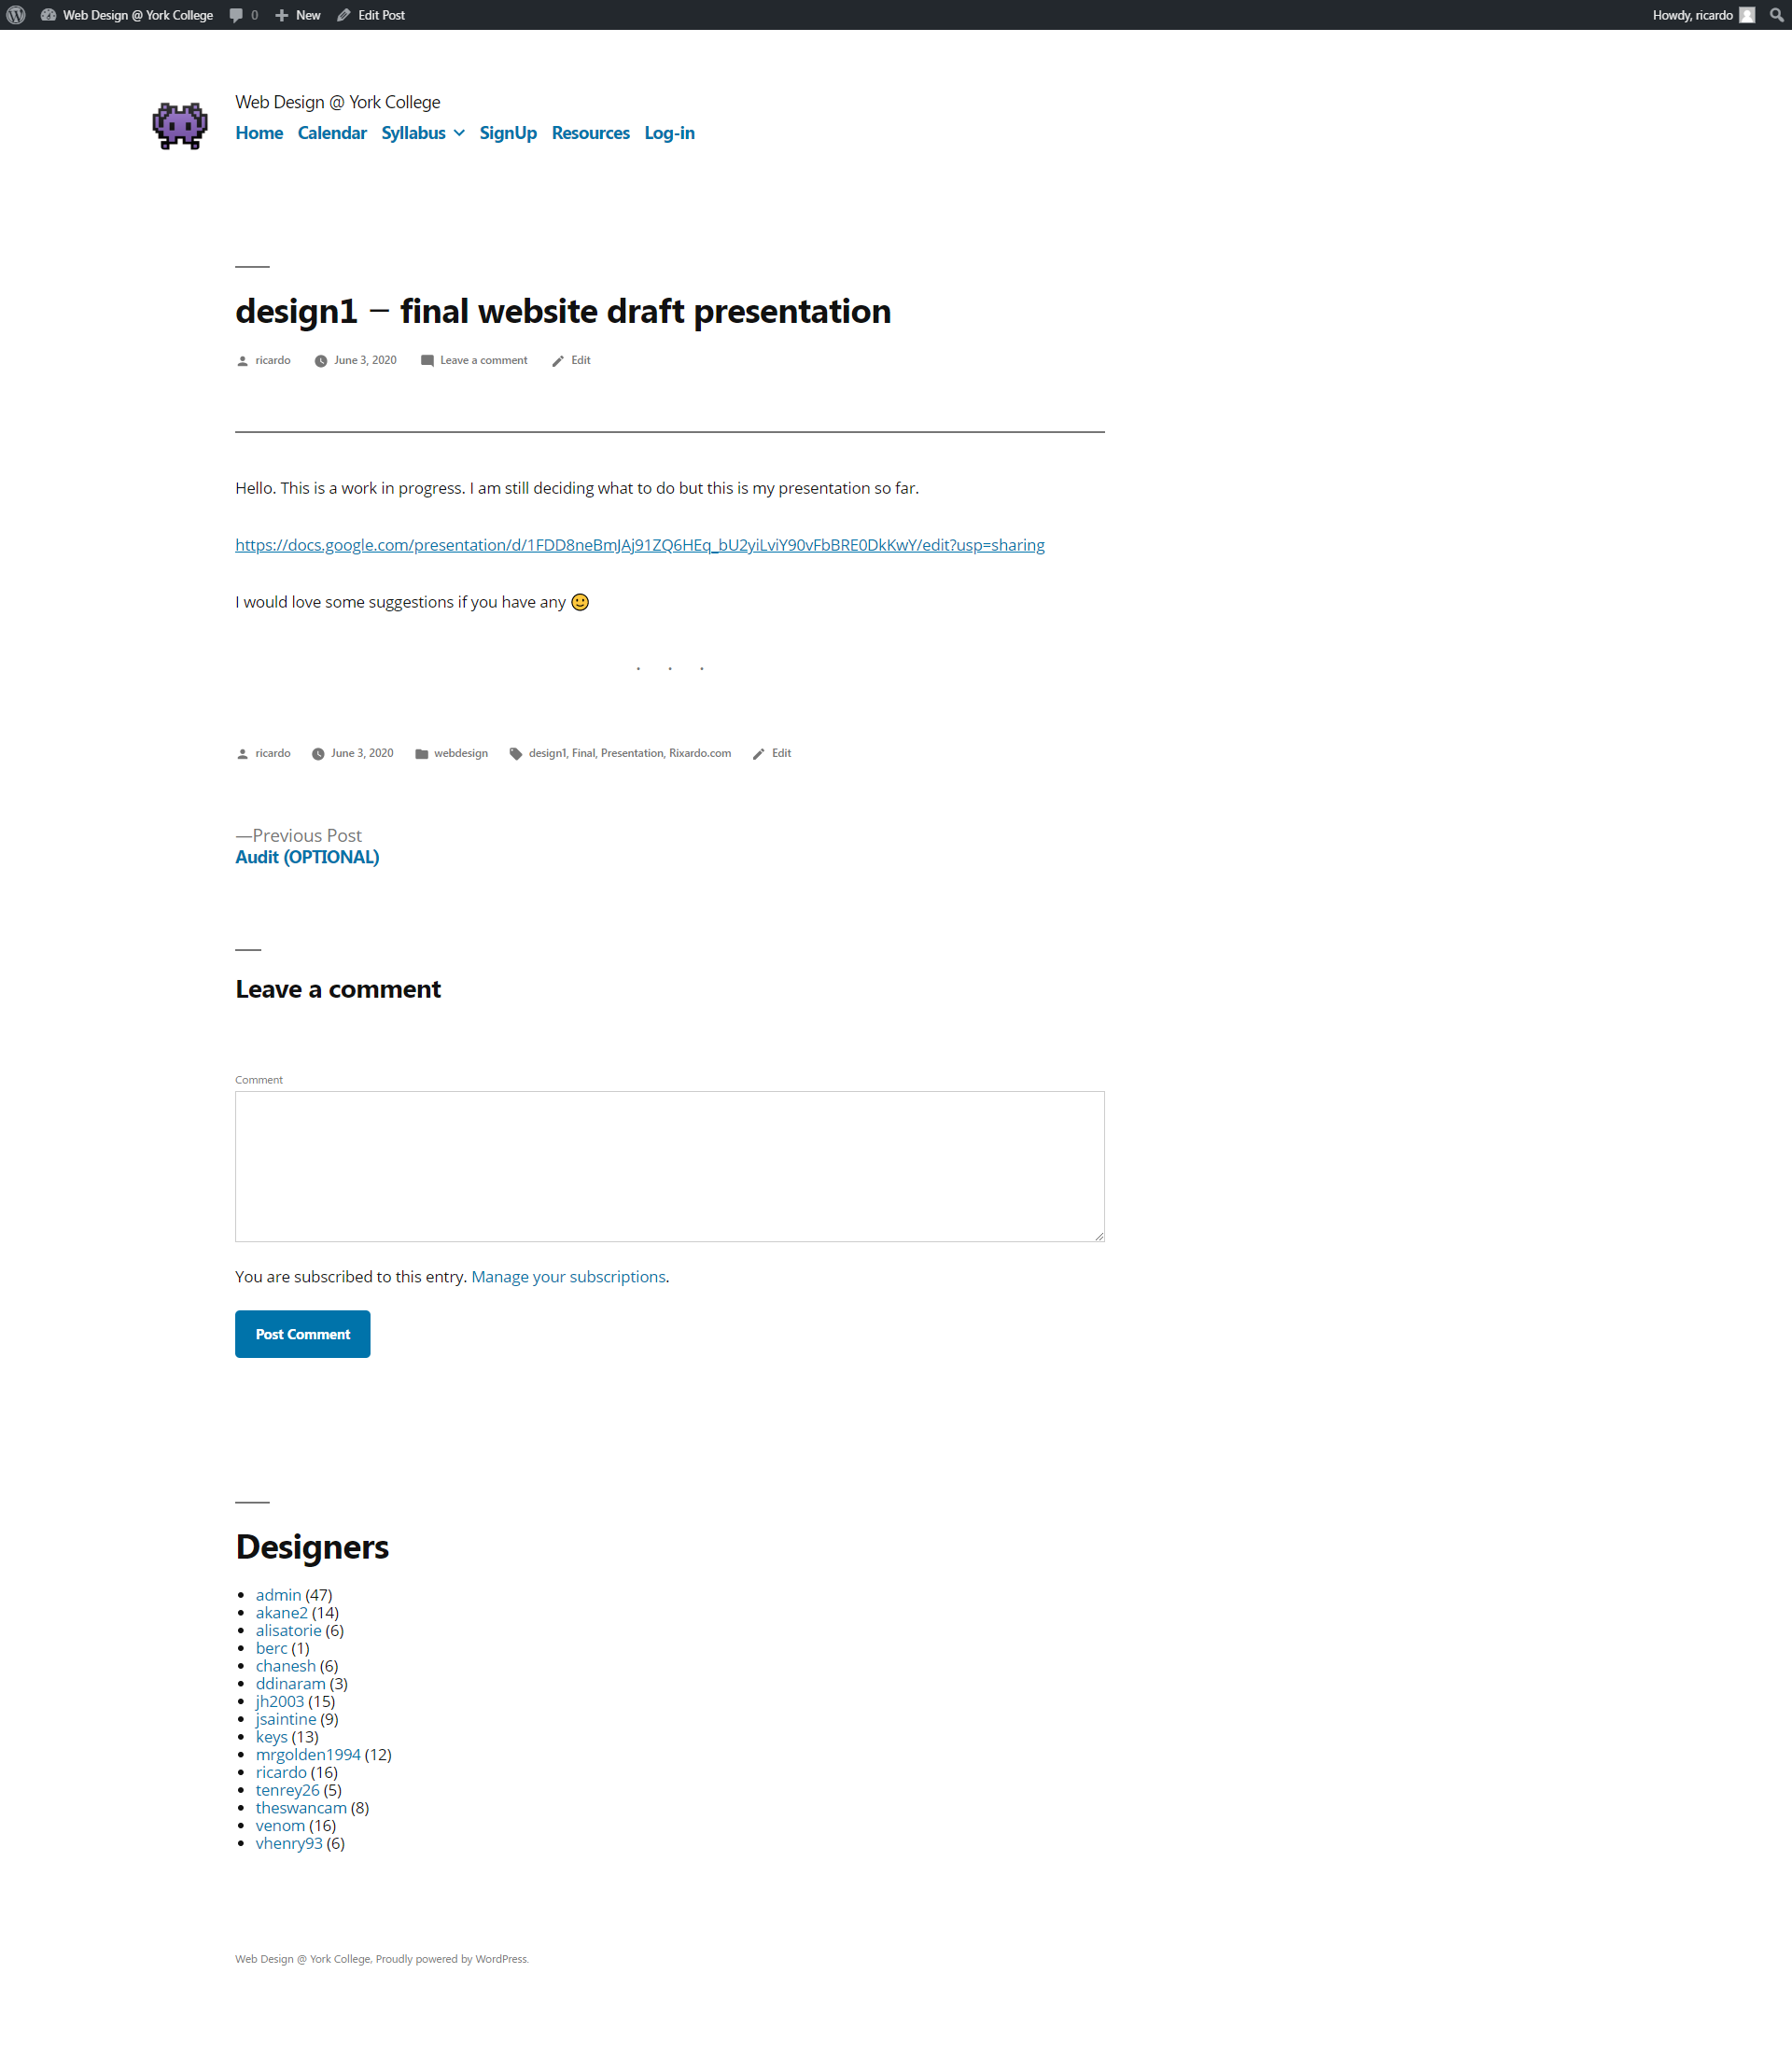 Web Design @ York College 0 New Edit Post Howdy, ricardo
Web Design @ York College
Home Calendar Syllabus SignUp Resources Log-in
design1 – final website draft presentation
ricardo June 3, 2020 Leave a comment Edit
Hello. This is a work in progress. I am still deciding what to do but this is my presentation so far.
https://docs.google.com/presentation/d/1FDD8neBmJAj91ZQ6HEq_bU2yiLviY90vFbBRE0DkKwY/edit?usp=sharing
I would love some suggestions if you have any 🙂
. . .
ricardo June 3, 2020 webdesign design1, Final, Presentation, Rixardo.com Edit
—Previous Post
Audit (OPTIONAL)
Leave a comment
Comment
You are subscribed to this entry. Manage your subscriptions.
Post Comment
Designers
• admin (47)
• akane2 (14)
• alisatorie (6)
• berc (1)
• chanesh (6)
• ddinaram (3)
• jh2003 (15)
• jsaintine (9)
• keys (13)
• mrgolden1994 (12)
• ricardo (16)
• tenrey26 (5)
• theswancam (8)
• venom (16)
• vhenry93 (6)
Web Design @ York College, Proudly powered by WordPress.